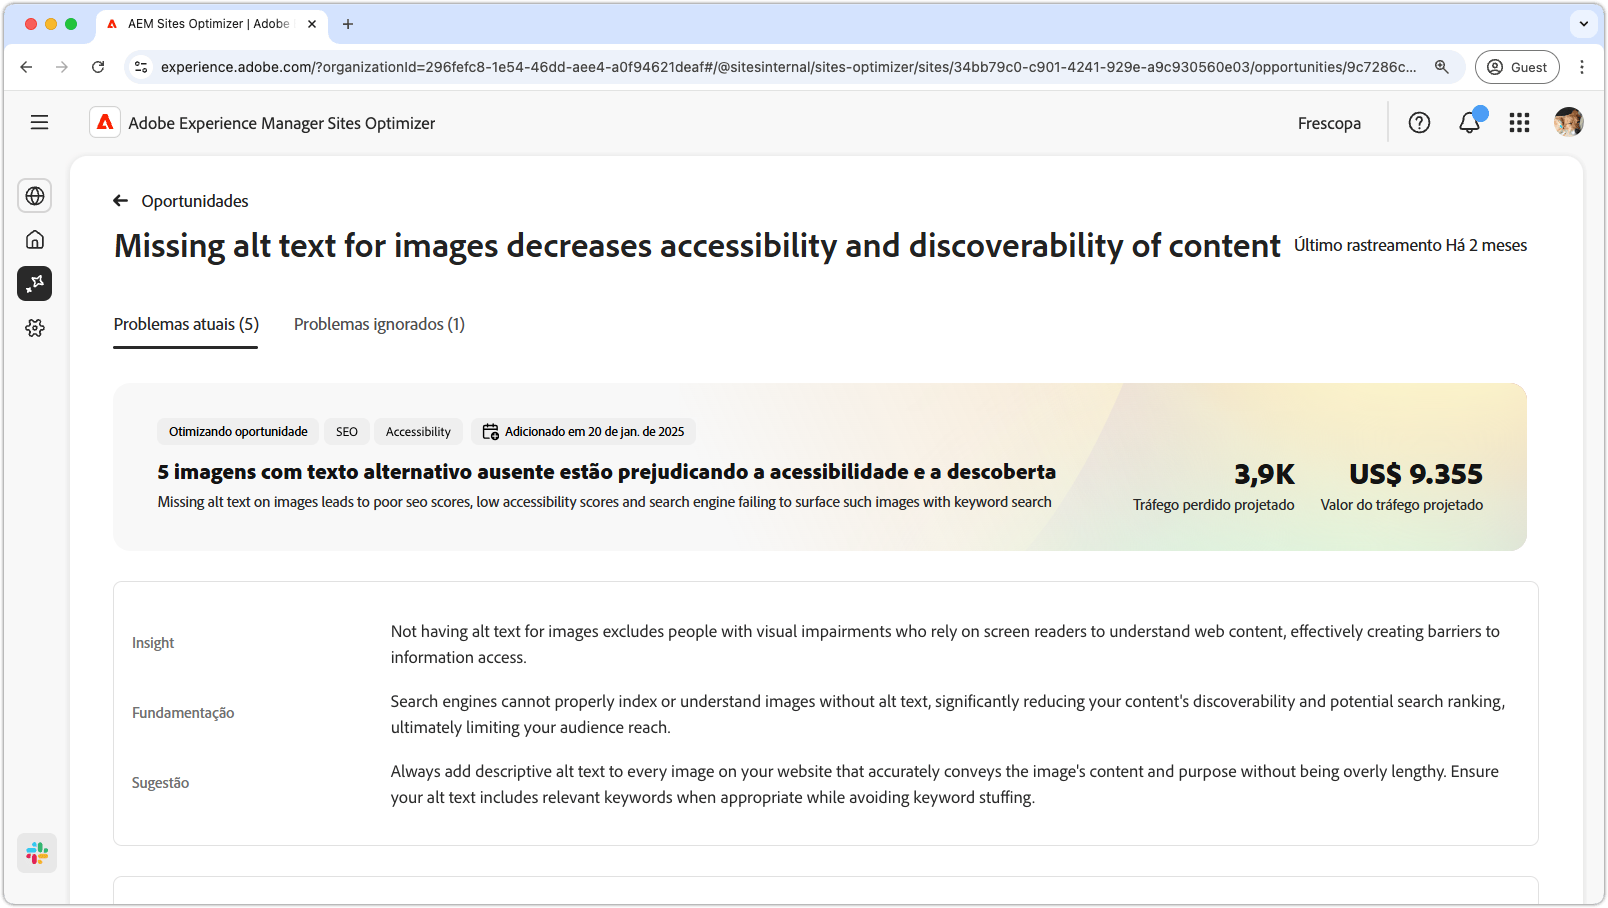 AEM Sites Optimizer | Adobe
experience.adobe.com/?organizationId=296fefc8-1e54-46dd-aee4-a0f94621deaf#/@sitesinternal/sites-optimizer/sites/34bb79c0-c901-4241-929e-a9c930560e03/opportunities/9c7286c...
Guest
Adobe Experience Manager Sites Optimizer
Frescopa
Oportunidades
Missing alt text for images decreases accessibility and discoverability of content
Último rastreamento Há 2 meses
Problemas atuais (5)
Problemas ignorados (1)
Otimizando oportunidade
SEO
Accessibility
Adicionado em 20 de jan. de 2025
5 imagens com texto alternativo ausente estão prejudicando a acessibilidade e a descoberta
Missing alt text on images leads to poor seo scores, low accessibility scores and search engine failing to surface such images with keyword search
3,9K
Tráfego perdido projetado
US$ 9.355
Valor do tráfego projetado
Insight
Not having alt text for images excludes people with visual impairments who rely on screen readers to understand web content, effectively creating barriers to
information access.
Fundamentação
Search engines cannot properly index or understand images without alt text, significantly reducing your content's discoverability and potential search ranking,
ultimately limiting your audience reach.
Sugestão
Always add descriptive alt text to every image on your website that accurately conveys the image's content and purpose without being overly lengthy. Ensure
your alt text includes relevant keywords when appropriate while avoiding keyword stuffing.